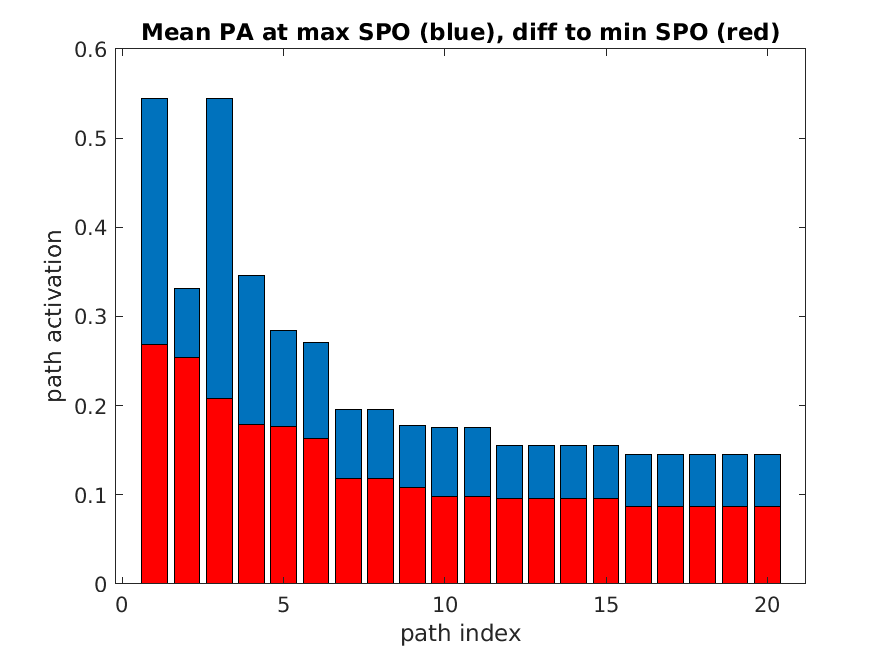 Mean PA at max SPO (blue), diff to min SPO (red)
0.6
0.5
0.4
0.3
0.2
0.1
0
path activation
0 5 10 15 20
path index